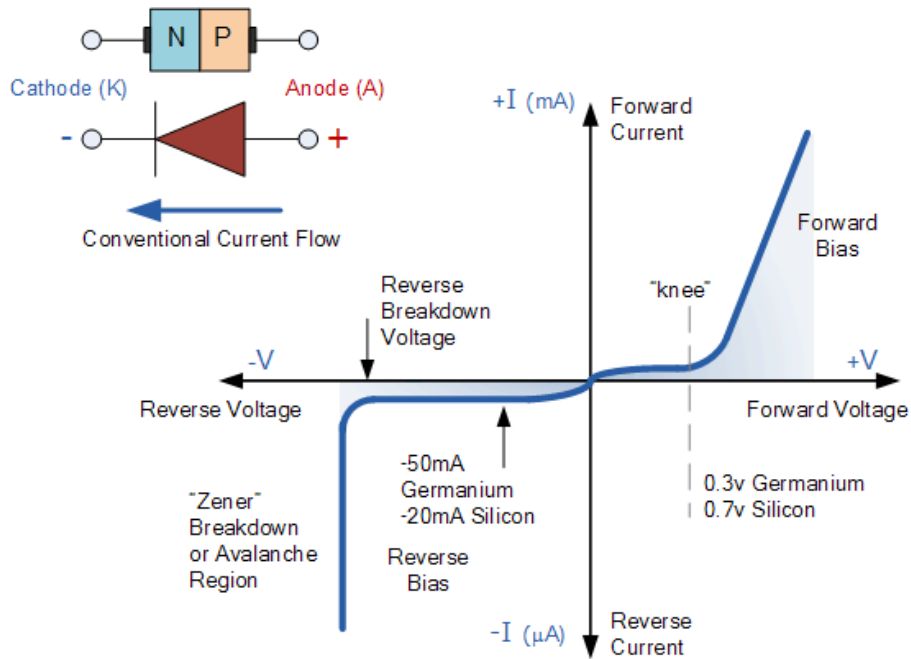 N P
Cathode (K)
Anode (A)
- +
Conventional Current Flow
+I (mA)
Forward
Current
Forward
Bias
"knee"
Reverse
Breakdown
Voltage
-V
+V
Reverse Voltage
Forward Voltage
-50mA
Germanium
-20mA Silicon
0.3v Germanium
0.7v Silicon
"Zener"
Breakdown
or Avalanche
Region
Reverse
Bias
-I (µA)
Reverse
Current